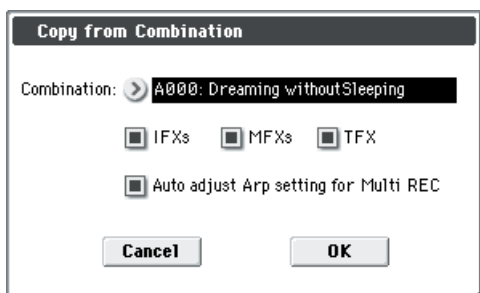 Copy from Combination
Combination: A000: Dreaming withoutSleeping
IFXs MFXs TFX
Auto adjust Arp setting for Multi REC
Cancel OK